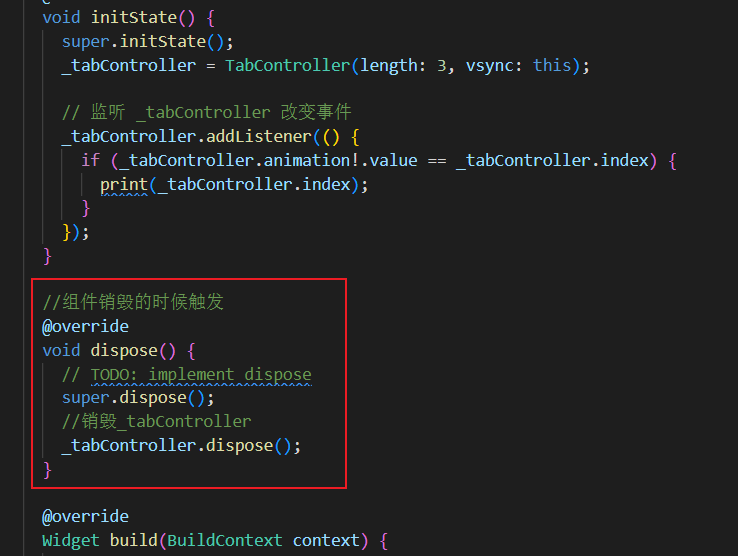 void initState() {
super.initState();
_tabController = TabController(length: 3, vsync: this);
// 监听 _tabController 改变事件
_tabController.addListener(() {
if (_tabController.animation!.value == _tabController.index) {
print(_tabController.index);
}
});
}
//组件销毁的时候触发
@override
void dispose() {
// TODO: implement dispose
super.dispose();
//销毁_tabController
_tabController.dispose();
}
@override
Widget build(BuildContext context) {